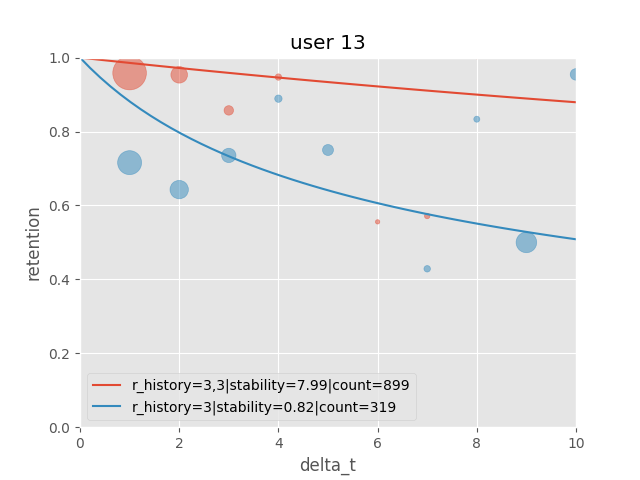 user 13
1.0
0.8
0.6
0.4
0.2
0.0
retention
r_history=3,3|stability=7.99|count=899
r_history=3|stability=0.82|count=319
0 2 4 6 8 10
delta_t